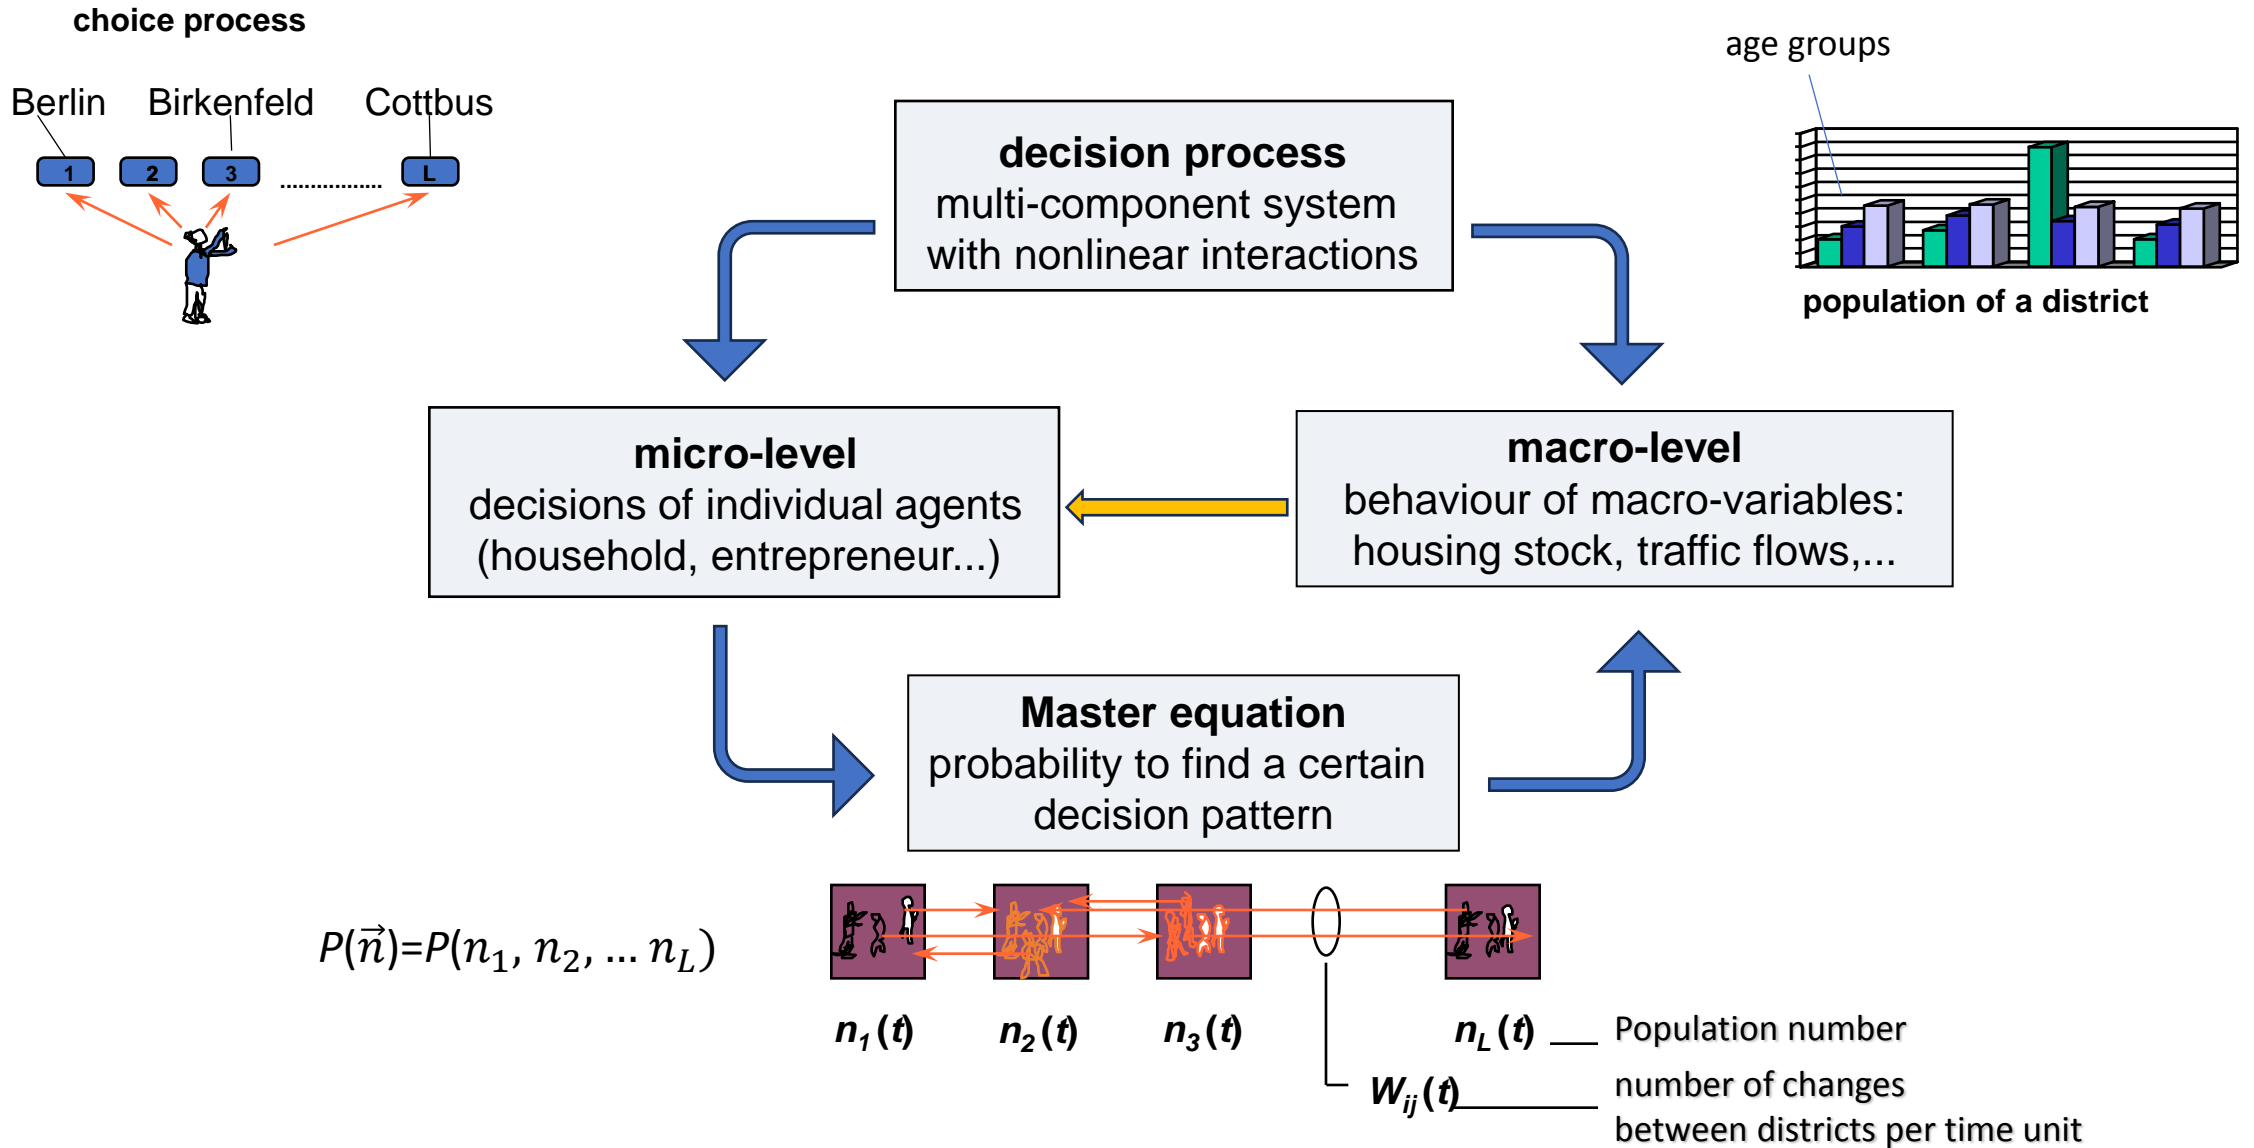 choice process
Berlin Birkenfeld Cottbus
1 2 3 ................. L
age groups
population of a district
decision process
multi-component system
with nonlinear interactions
micro-level
decisions of individual agents
(household, entrepreneur...)
macro-level
behaviour of macro-variables:
housing stock, traffic flows,...
Master equation
probability to find a certain
decision pattern
P(n⃗)=P(n₁, n₂, … n_L)
n₁(t) n₂(t) n₃(t) n_L(t) Population number
W_ij(t) number of changes
between districts per time unit